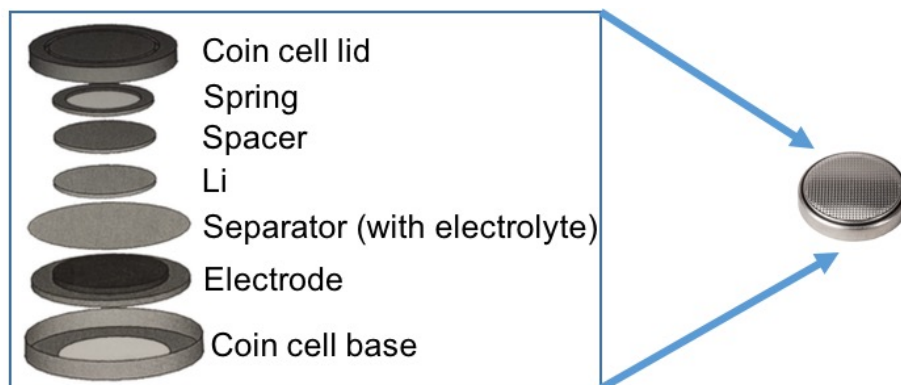 Coin cell lid
Spring
Spacer
Li
Separator (with electrolyte)
Electrode
Coin cell base